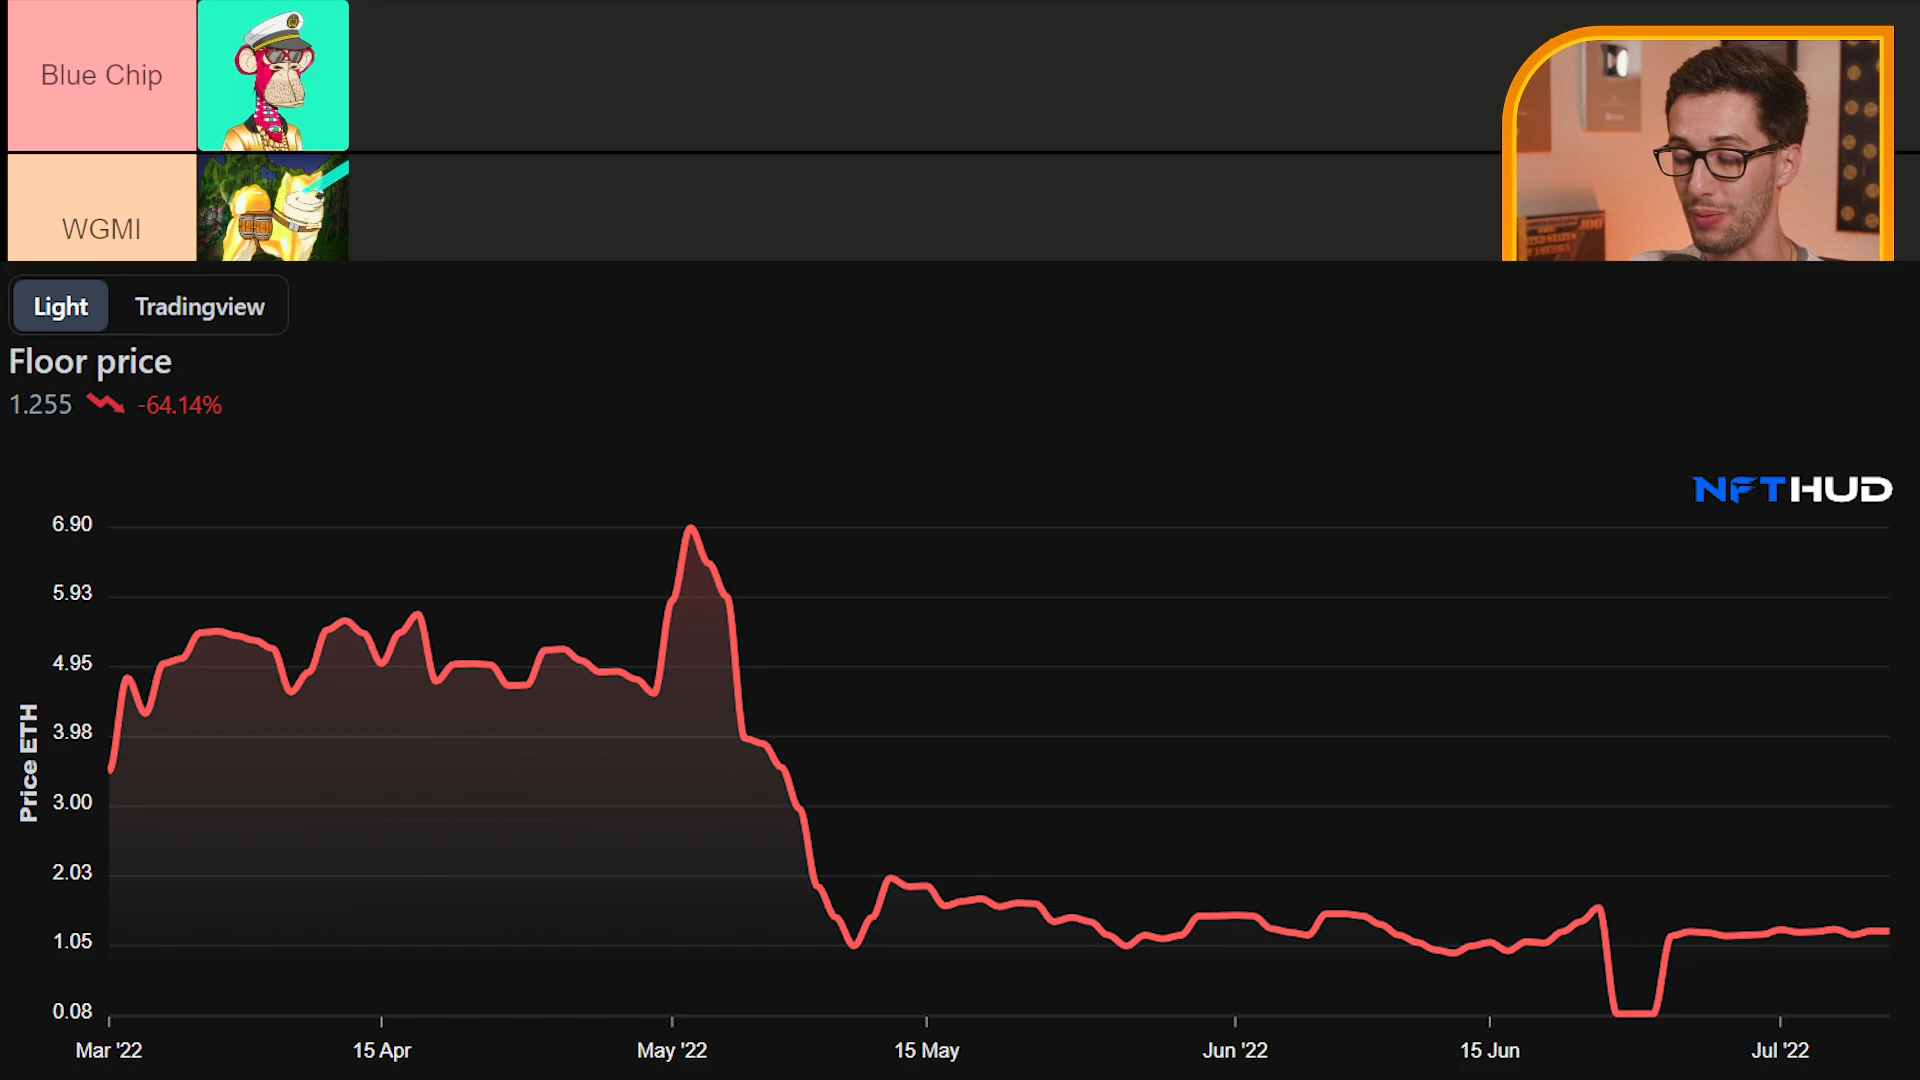 Blue Chip
WGMI
Light
Tradingview
Floor price
1.255
-64.14%
NFTHUD
6.90
5.93
4.95
3.98
3.00
2.03
1.05
0.08
Price ETH
Mar '22
15 Apr
May '22
15 May
Jun '22
15 Jun
Jul '22